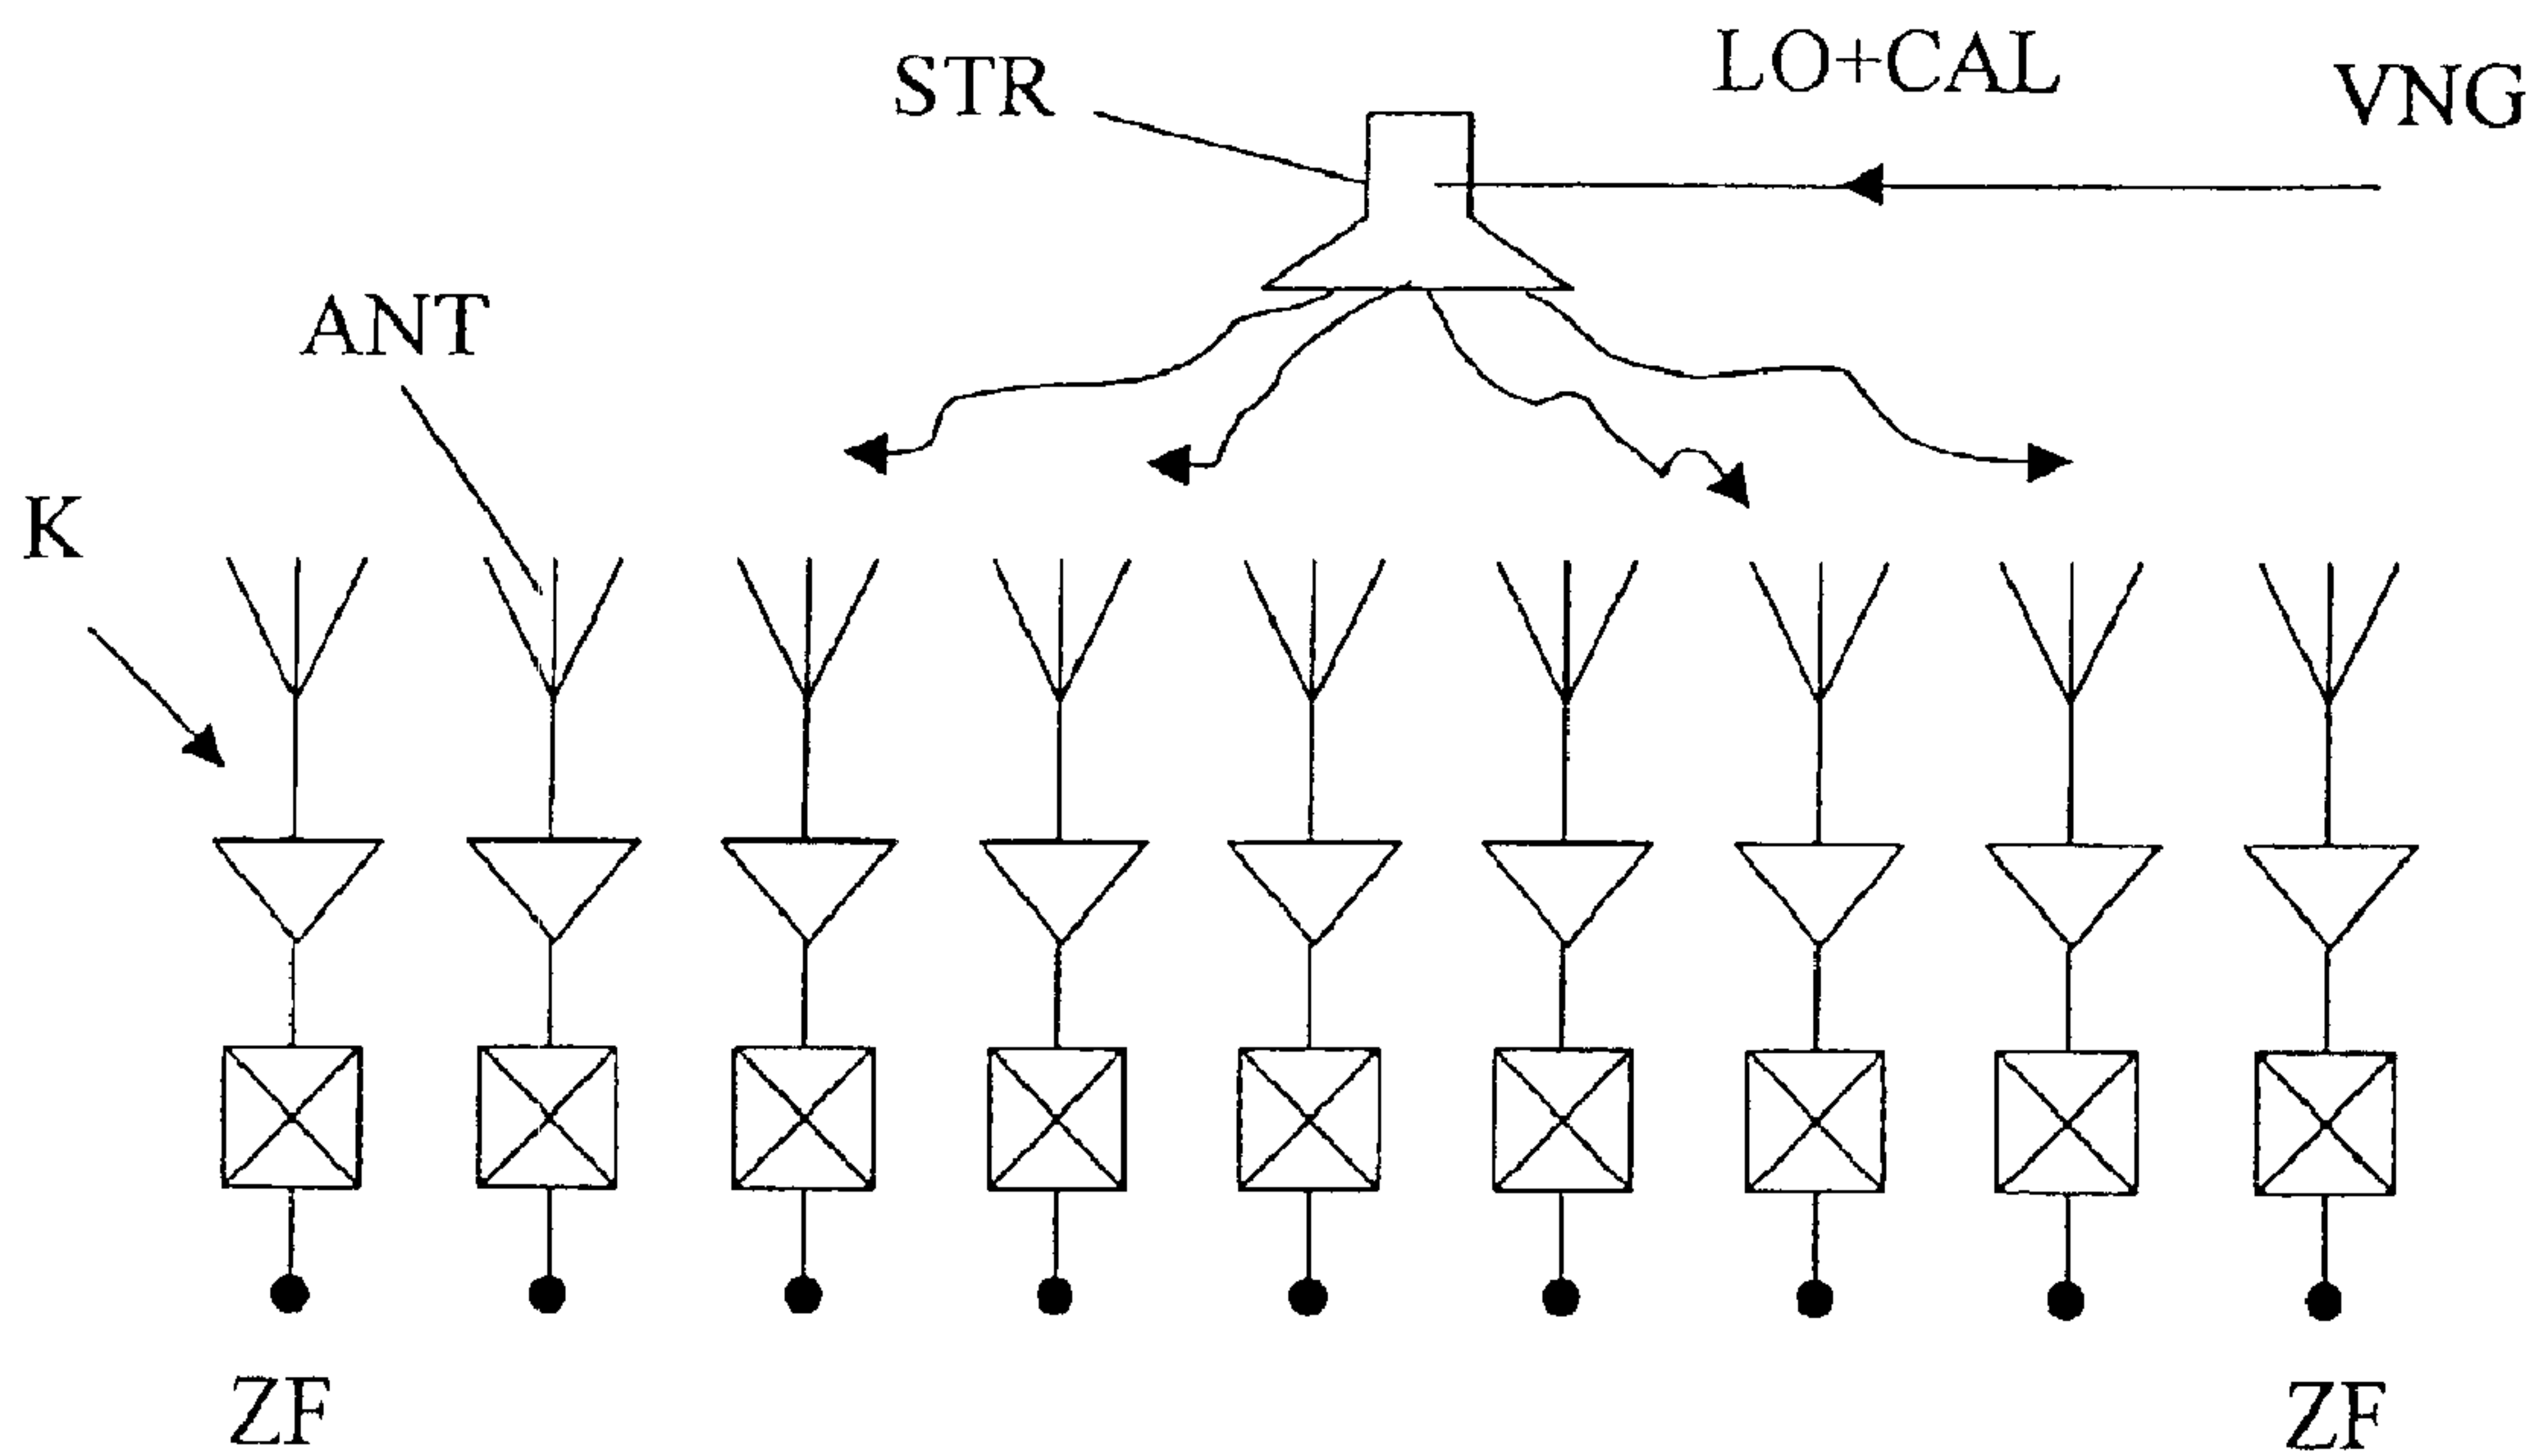 LO+CAL
STR
VNG
ANT
K
ZF
ZF